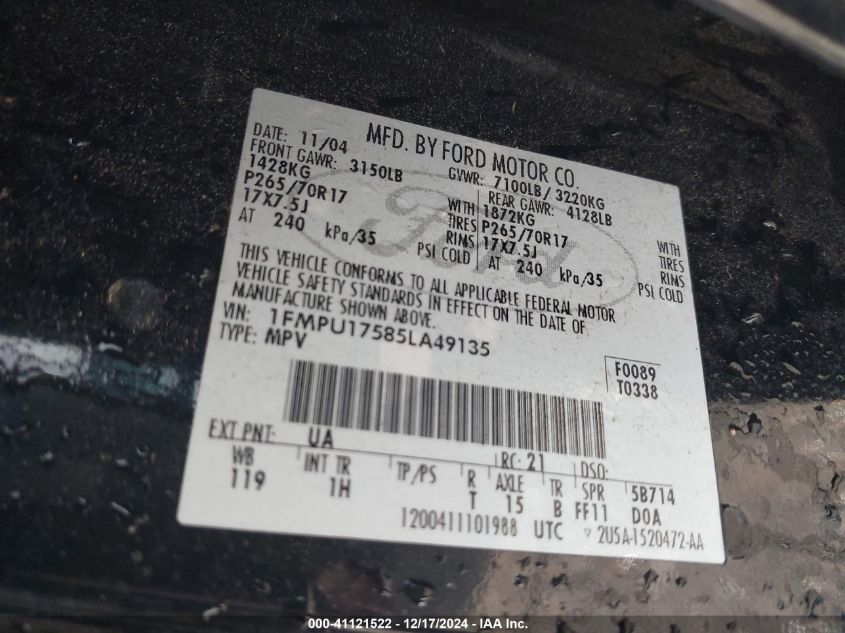 MFD. BY FORD MOTOR CO.
DATE: 11/04 GVWR: 7100LB/ 3220KG
FRONT GAWR: 3150LB REAR GAWR: 4128LB
1428KG WITH 1872KG WITH
P265/70R17 TIRES P265/70R17 TIRES
17X7.5J RIMS 17X7.5J RIMS
AT 240 kPa/35 PSI COLD AT 240 kPa/35 PSI COLD
Ford
THIS VEHICLE CONFORMS TO ALL APPLICABLE FEDERAL MOTOR
VEHICLE SAFETY STANDARDS IN EFFECT ON THE DATE OF
MANUFACTURE SHOWN ABOVE.
VIN: 1FMPU17585LA49135
TYPE: MPV
F0089
T0338
EXT PNT: UA RC: 21 DSO:
WB INT TR TP/PS R AXLE TR SPR 5B714
119 1H T 15 B FF11 DOA
1200411101988 UTC ▽ 2U5A-1520472-AA
000-41121522 - 12/17/2024 - IAA Inc.